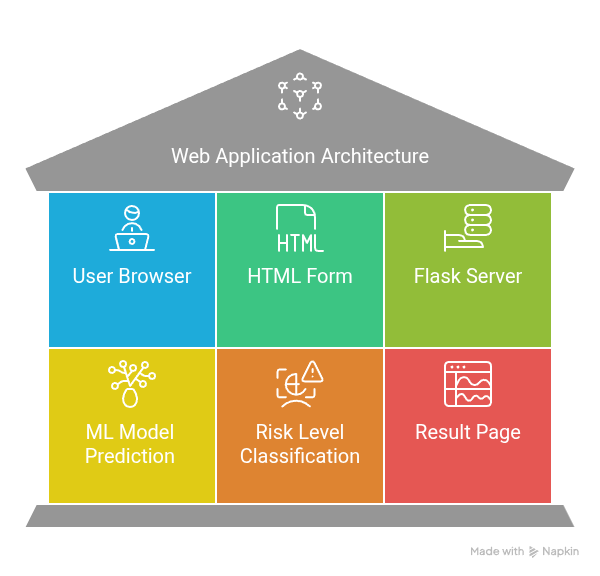 Web Application Architecture
HTML
User Browser
HTML Form
Flask Server
ML Model
Prediction
Risk Level
Classification
Result Page
Made with Napkin